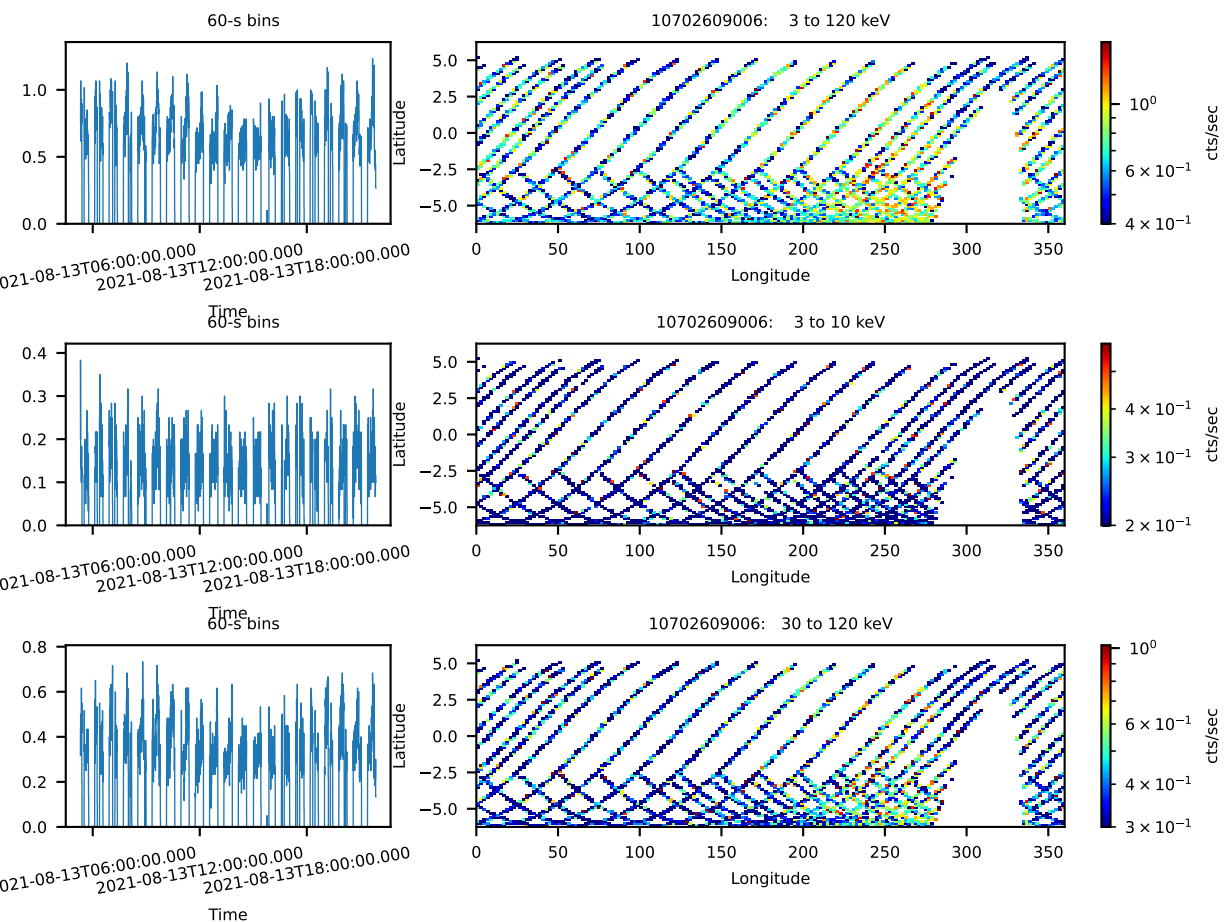 60-s bins
10702609006: 3 to 120 keV
1.0
0.5
0.0
Latitude
5.0
2.5
0.0
−2.5
−5.0
10^0
6 × 10^−1
4 × 10^−1
cts/sec
0 50 100 150 200 250 300 350
Longitude
021-08-13T06:00:00.000
2021-08-13T12:00:00.000
2021-08-13T18:00:00.000
Time
60-s bins
10702609006: 3 to 10 keV
0.4
0.3
0.2
0.1
0.0
Latitude
5.0
2.5
0.0
−2.5
−5.0
4 × 10^−1
3 × 10^−1
2 × 10^−1
cts/sec
0 50 100 150 200 250 300 350
Longitude
021-08-13T06:00:00.000
2021-08-13T12:00:00.000
2021-08-13T18:00:00.000
Time
60-s bins
10702609006: 30 to 120 keV
0.8
0.6
0.4
0.2
0.0
Latitude
5.0
2.5
0.0
−2.5
−5.0
10^0
6 × 10^−1
4 × 10^−1
3 × 10^−1
cts/sec
0 50 100 150 200 250 300 350
Longitude
021-08-13T06:00:00.000
2021-08-13T12:00:00.000
2021-08-13T18:00:00.000
Time